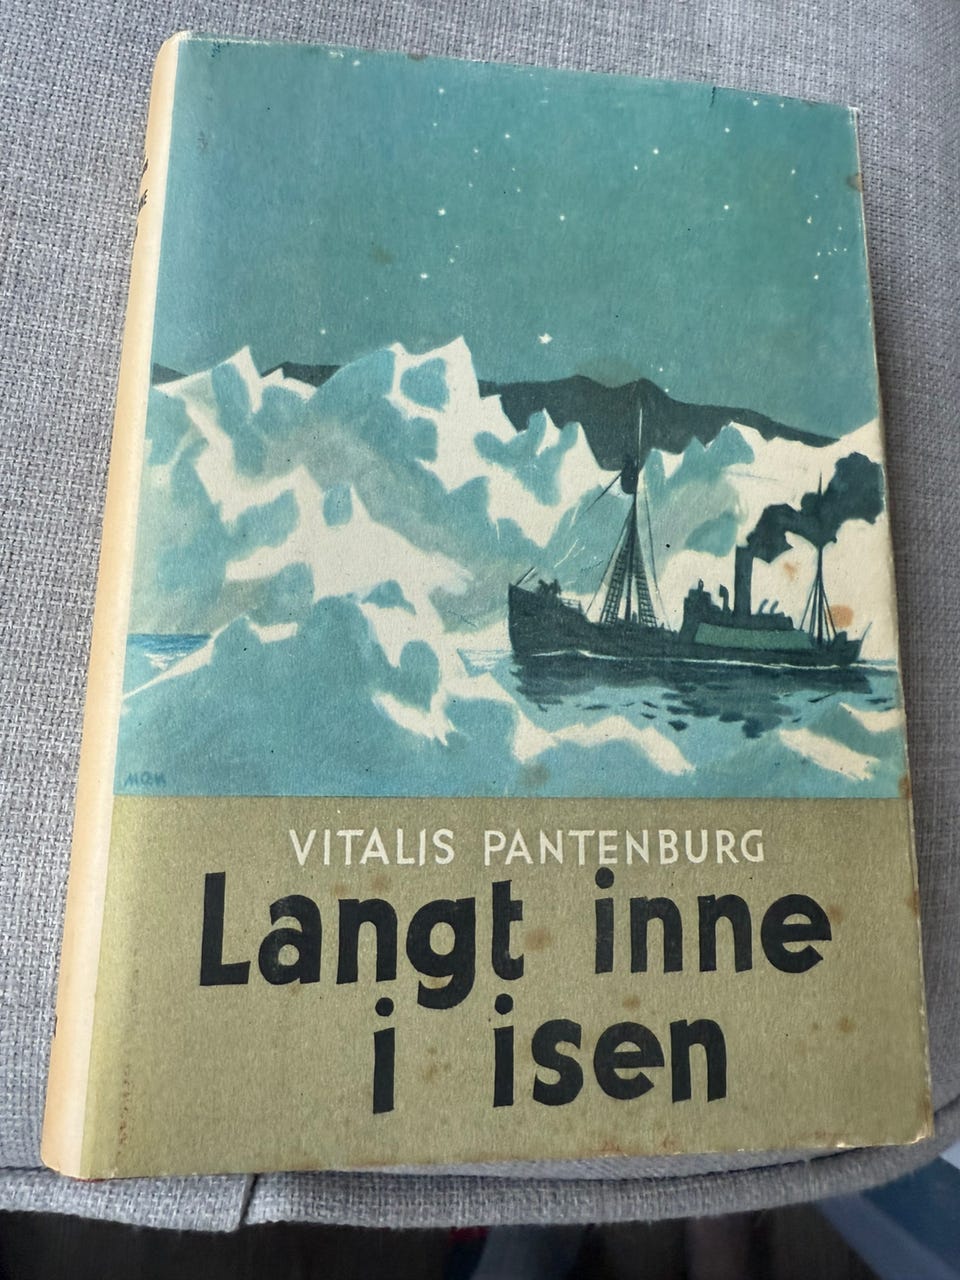 VITALIS PANTENBURG
Langt inne
i isen